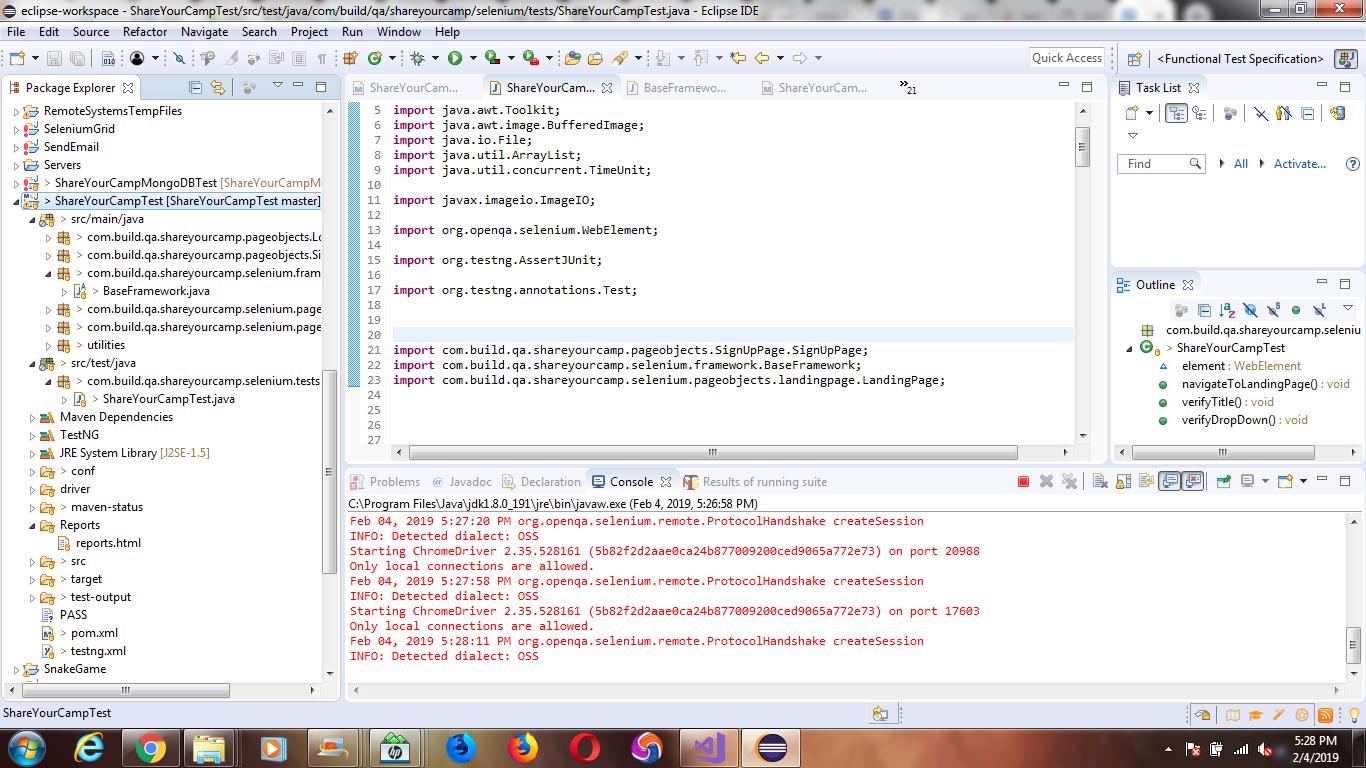 eclipse-workspace - ShareYourCampTest/src/test/java/com/build/qa/shareyourcamp/selenium/tests/ShareYourCampTest.java - Eclipse IDE
File Edit Source Refactor Navigate Search Project Run Window Help
Quick Access
<Functional Test Specification>
Package Explorer
RemoteSystemsTempFiles
SeleniumGrid
SendEmail
Servers
> ShareYourCampMongoDBTest [ShareYourCampM
> ShareYourCampTest [ShareYourCampTest master]
> src/main/java
> com.build.qa.shareyourcamp.pageobjects.Lo
> com.build.qa.shareyourcamp.pageobjects.Si
> com.build.qa.shareyourcamp.selenium.fram
> BaseFramework.java
> com.build.qa.shareyourcamp.selenium.page
> com.build.qa.shareyourcamp.selenium.page
> utilities
> src/test/java
> com.build.qa.shareyourcamp.selenium.tests
> ShareYourCampTest.java
Maven Dependencies
TestNG
JRE System Library [J2SE-1.5]
> conf
driver
> maven-status
Reports
reports.html
> src
> target
> test-output
PASS
> pom.xml
> testng.xml
SnakeGame
ShareYourCam...
ShareYourCam...
BaseFramewo...
ShareYourCam...
»21
5 import java.awt.Toolkit;
6 import java.awt.image.BufferedImage;
7 import java.io.File;
8 import java.util.ArrayList;
9 import java.util.concurrent.TimeUnit;
10
11 import javax.imageio.ImageIO;
12
13 import org.openqa.selenium.WebElement;
14
15 import org.testng.AssertJUnit;
16
17 import org.testng.annotations.Test;
18
19
20
21 import com.build.qa.shareyourcamp.pageobjects.SignUpPage.SignUpPage;
22 import com.build.qa.shareyourcamp.selenium.framework.BaseFramework;
23 import com.build.qa.shareyourcamp.selenium.pageobjects.landingpage.LandingPage;
24
25
26
27
Task List
Find
All
Activate...
Outline
com.build.qa.shareyourcamp.seleniu
> ShareYourCampTest
element : WebElement
navigateToLandingPage() : void
verifyTitle() : void
verifyDropDown() : void
Problems @ Javadoc Declaration Console Results of running suite
C:\Program Files\Java\jdk1.8.0_191\jre\bin\javaw.exe (Feb 4, 2019, 5:26:58 PM)
Feb 04, 2019 5:27:20 PM org.openqa.selenium.remote.ProtocolHandshake createSession
INFO: Detected dialect: OSS
Starting ChromeDriver 2.35.528161 (5b82f2d2aae0ca24b877009200ced9065a772e73) on port 20988
Only local connections are allowed.
Feb 04, 2019 5:27:58 PM org.openqa.selenium.remote.ProtocolHandshake createSession
INFO: Detected dialect: OSS
Starting ChromeDriver 2.35.528161 (5b82f2d2aae0ca24b877009200ced9065a772e73) on port 17603
Only local connections are allowed.
Feb 04, 2019 5:28:11 PM org.openqa.selenium.remote.ProtocolHandshake createSession
INFO: Detected dialect: OSS
ShareYourCampTest
5:28 PM
2/4/2019